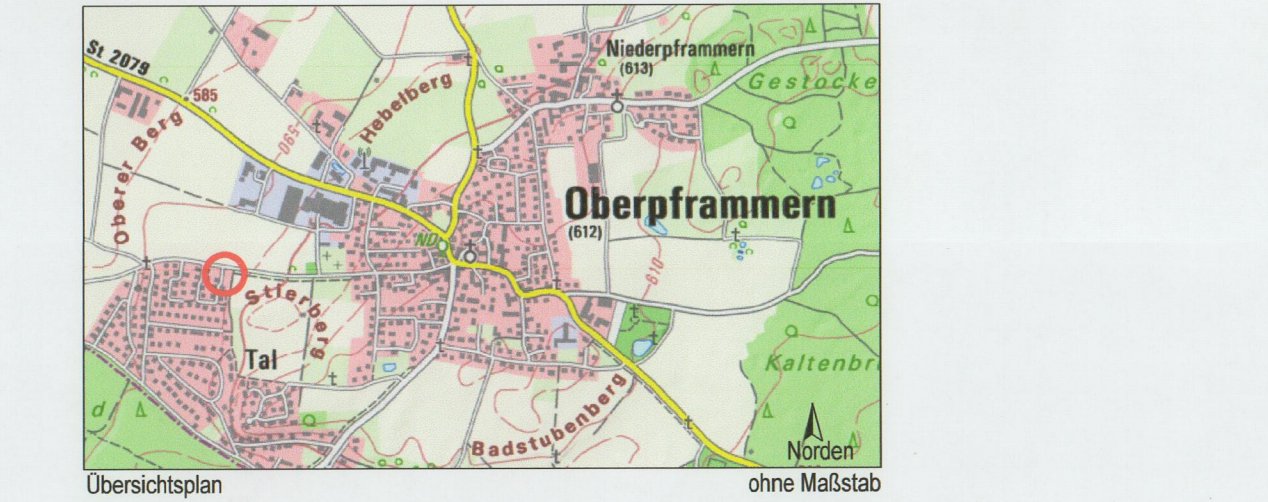 St 2079
585
Oberer Berg
590
Hebelberg
Niederpframmern
(613)
Gestocke
Oberpframmern
(612)
ND
610
Stierberg
Tal
Kaltenbr
d
Badstubenberg
Norden
Übersichtsplan
ohne Maßstab